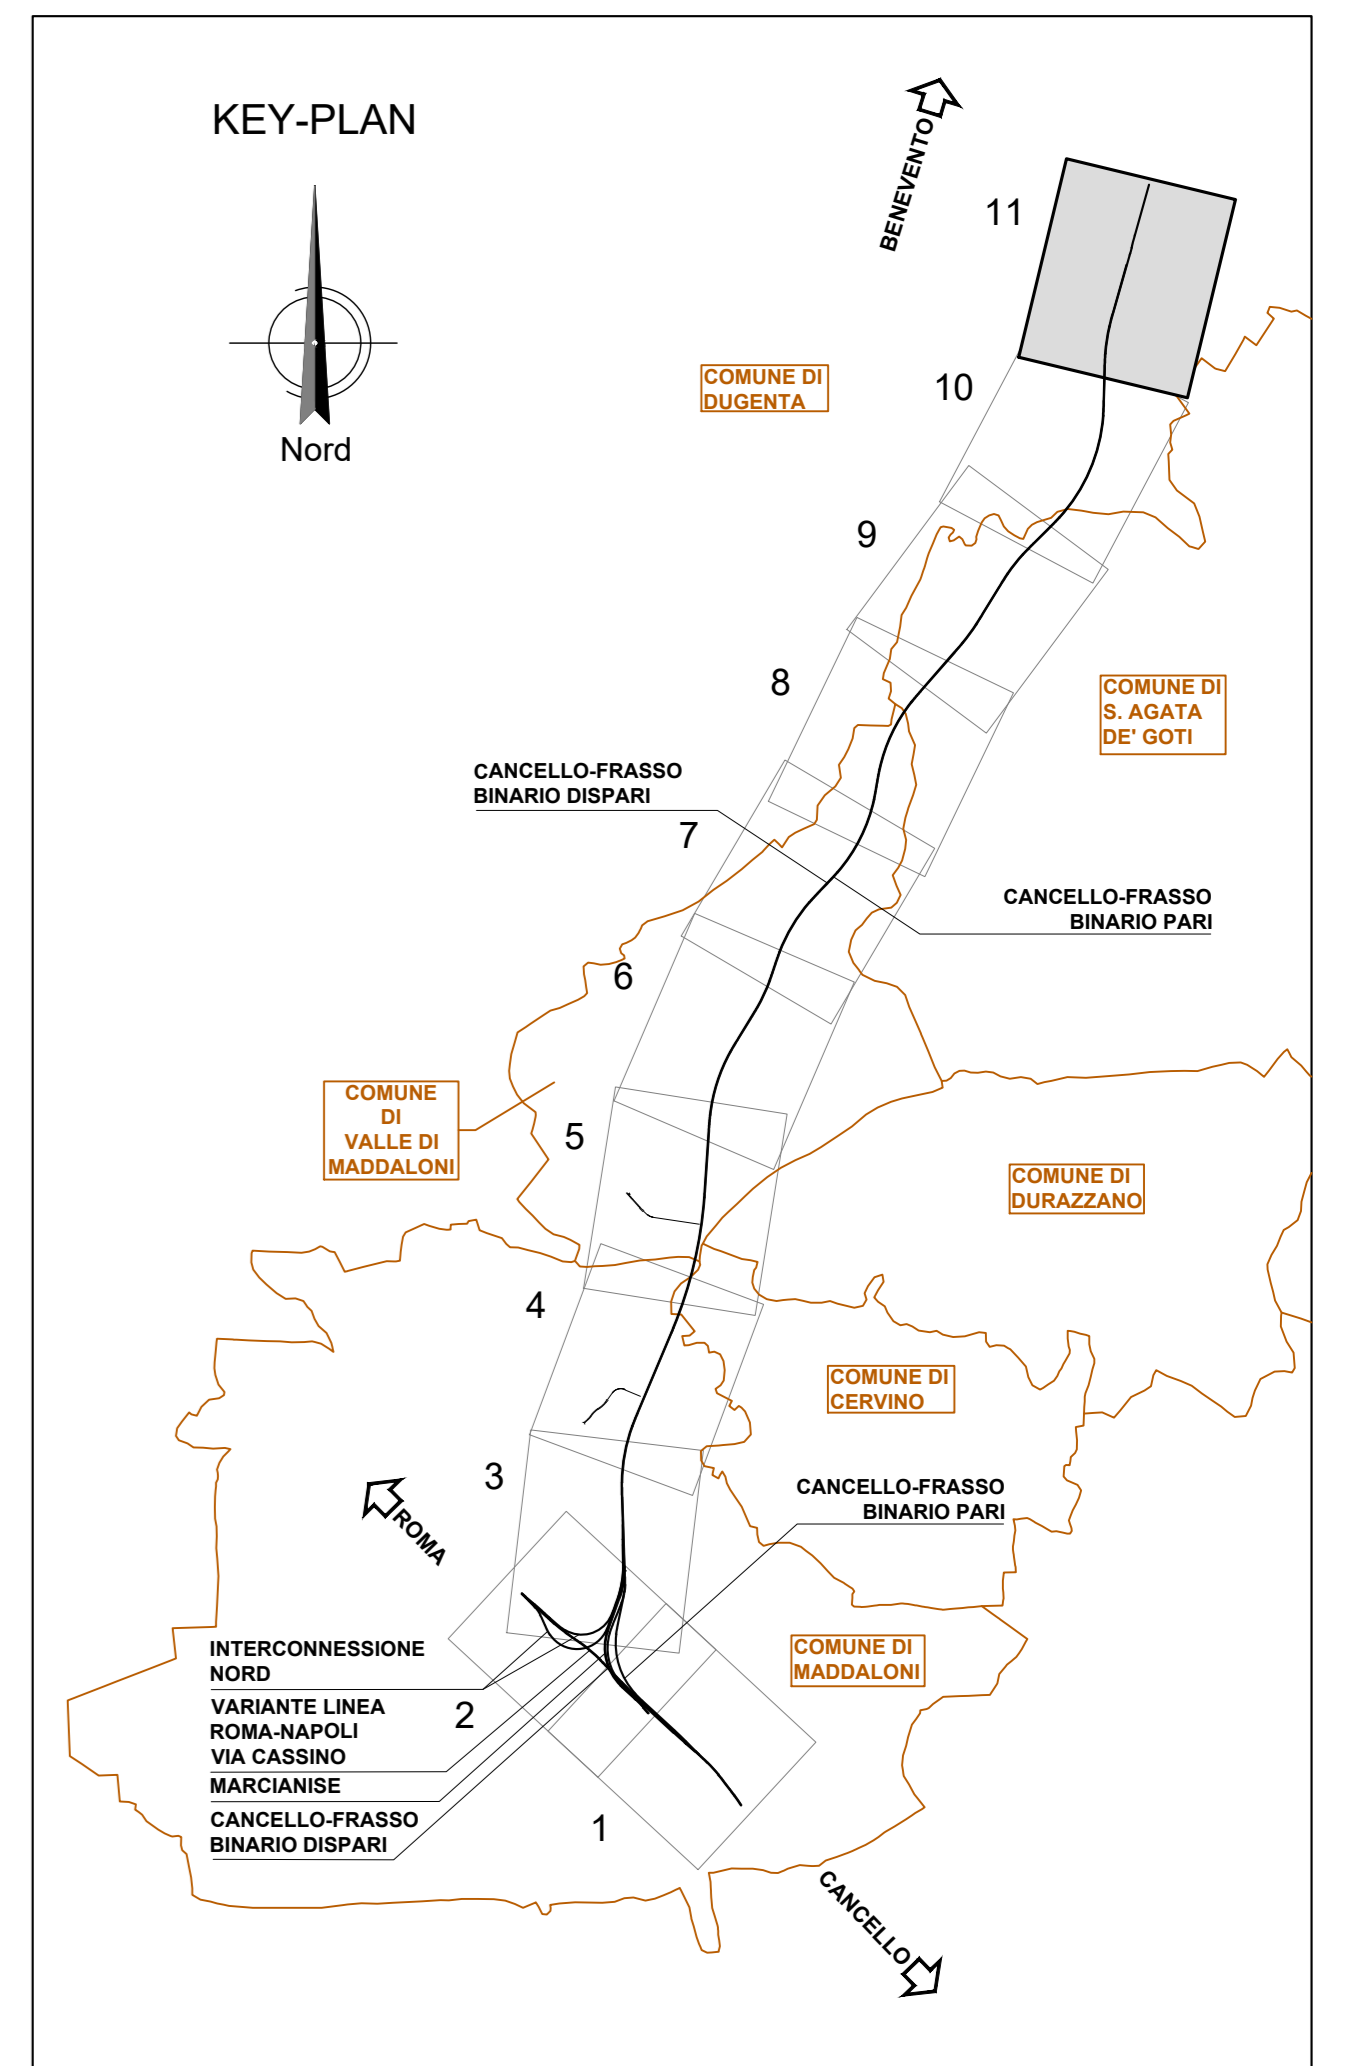 KEY-PLAN
Nord
BENEVENTO
11
10
COMUNE DI
DUGENTA
9
8
COMUNE DI
S. AGATA
DE' GOTI
CANCELLO-FRASSO
BINARIO DISPARI
7
CANCELLO-FRASSO
BINARIO PARI
6
COMUNE
DI
VALLE DI
MADDALONI
5
COMUNE DI
DURAZZANO
4
COMUNE DI
CERVINO
3
CANCELLO-FRASSO
BINARIO PARI
ROMA
INTERCONNESSIONE
NORD
COMUNE DI
MADDALONI
VARIANTE LINEA
ROMA-NAPOLI
VIA CASSINO
2
MARCIANISE
CANCELLO-FRASSO
BINARIO DISPARI
1
CANCELLO